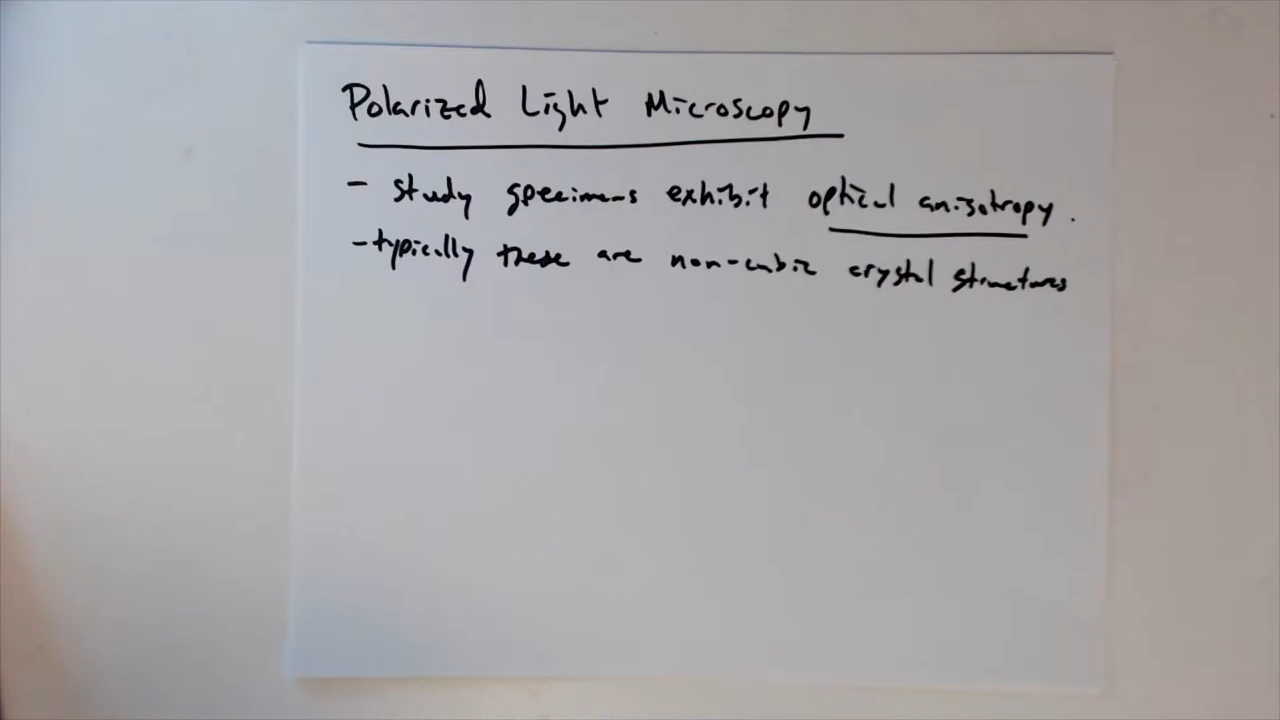 Polarized Light Microscopy
- study specimens exhibit optical anisotropy.
- typically these are non-cubic crystal structures